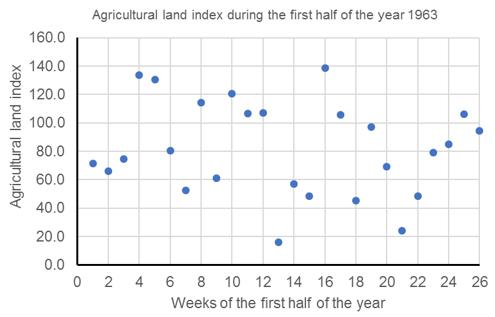 Agricultural land index during the first half of the year 1963
160.0
140.0
120.0
100.0
80.0
60.0
40.0
20.0
0.0
Agricultural land index
0 2 4 6 8 10 12 14 16 18 20 22 24 26
Weeks of the first half of the year